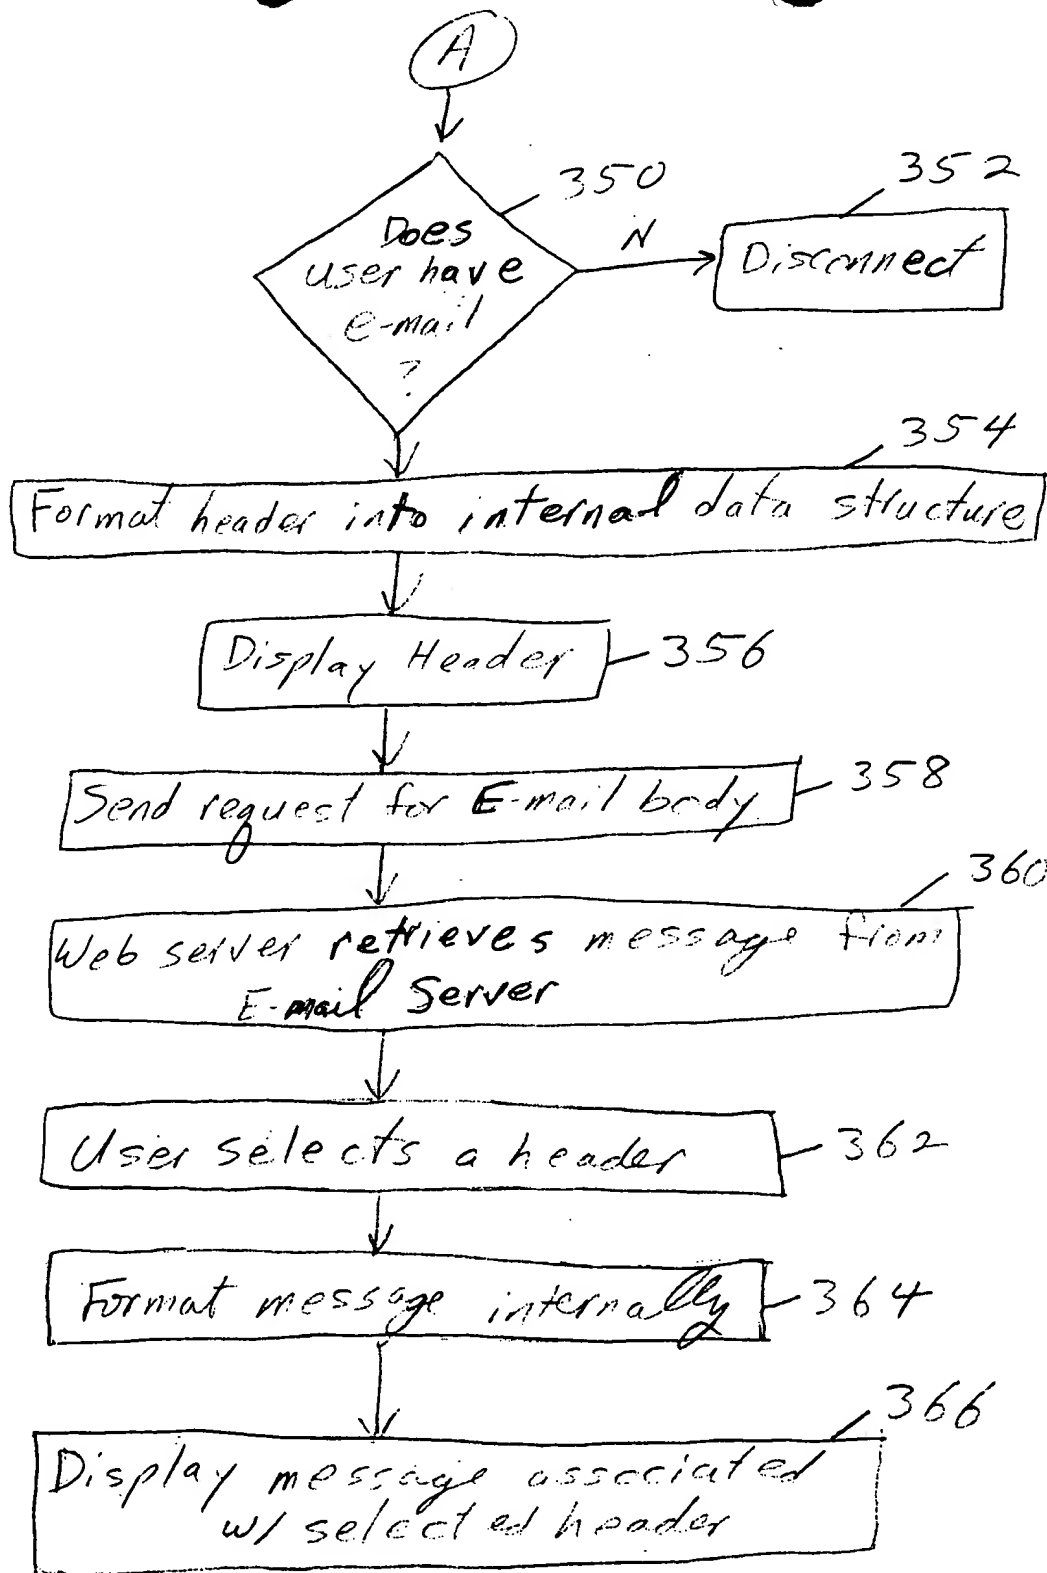 A
350
352
Does
user have
e-mail
?
N
Disconnect
354
Format header into internal data structure
Display Header
356
Send request for E-mail body
358
360
Web server retrieves message from
E-mail Server
User selects a header
362
Format message internally
364
366
Display message associated
w/ selected header